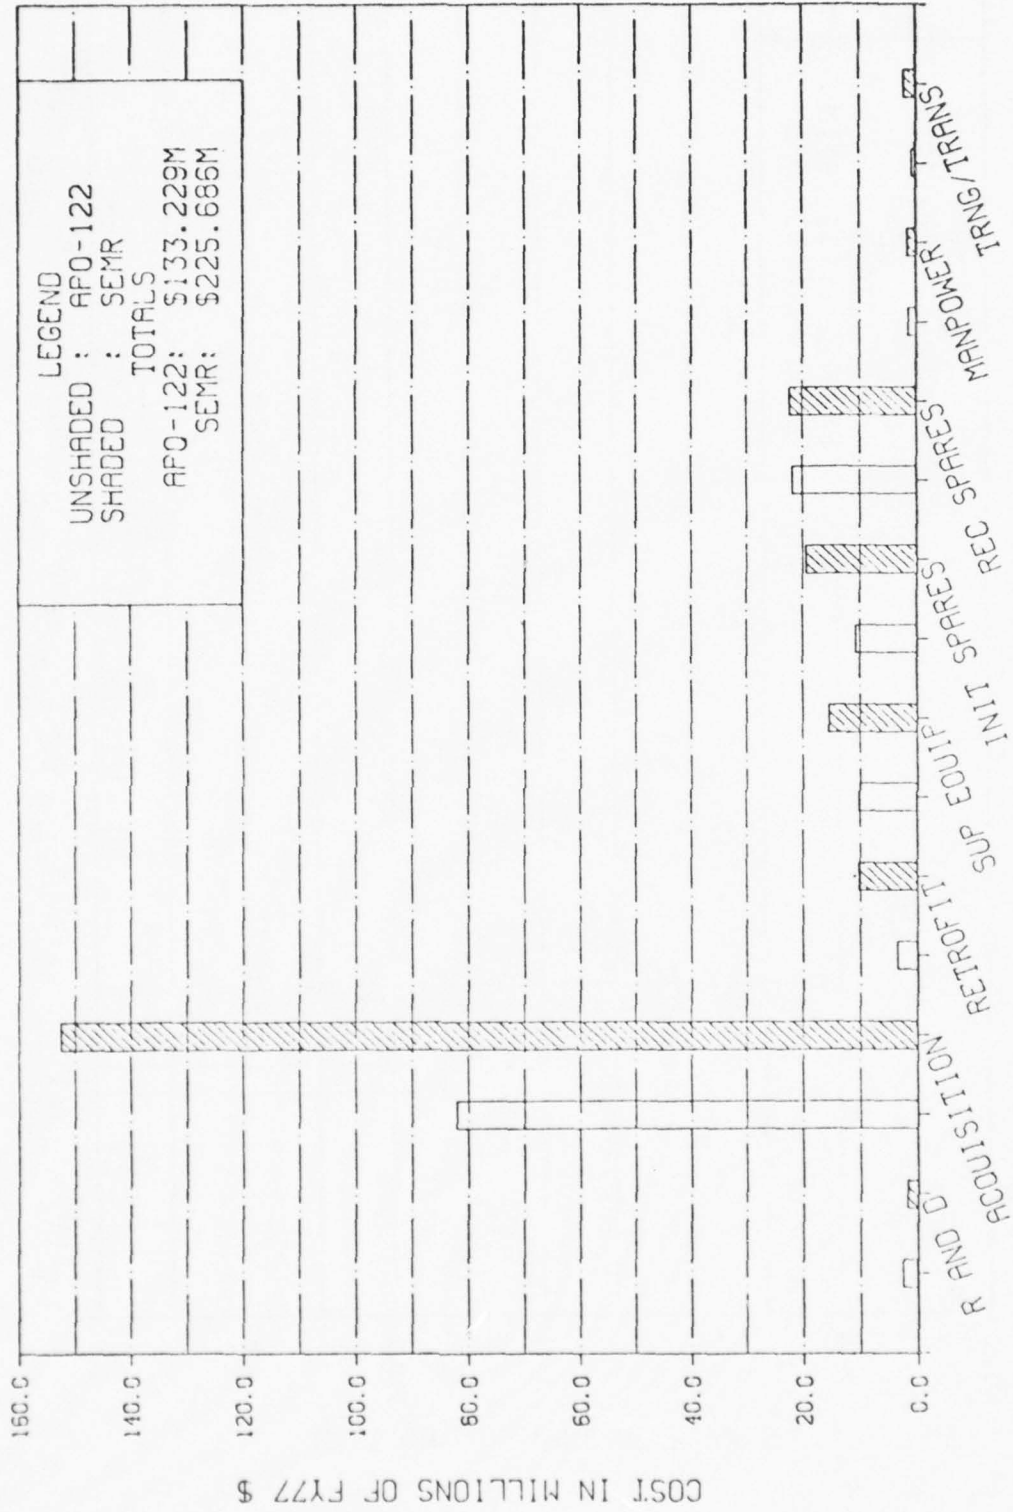 LEGEND
UNSHADED : APO-122
SHADED : SEMR
TOTALS
APO-122: $133.229M
SEMR: $225.686M
COST IN MILLIONS OF FY77 $
160.0
140.0
120.0
100.0
80.0
60.0
40.0
20.0
0.0
R AND D
ACQUISITION
RETROFIT
SUP EQUIP
INIT SPARES
REC SPARES
MANPOWER
TRNG/TRANS